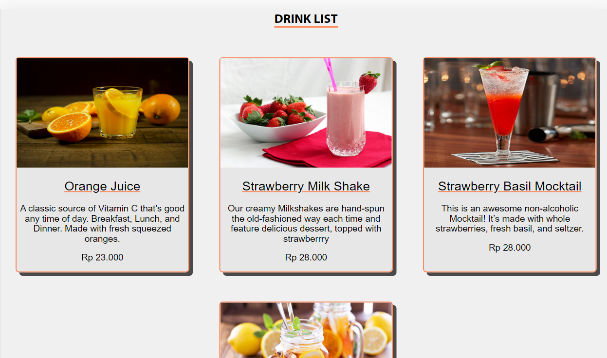 DRINK LIST
Orange Juice
A classic source of Vitamin C that's good
any time of day. Breakfast, Lunch, and
Dinner. Made with fresh squeezed
oranges.
Rp 23.000
Strawberry Milk Shake
Our creamy Milkshakes are hand-spun
the old-fashioned way each time and
feature delicious dessert, topped with
strawberrry
Rp 28.000
Strawberry Basil Mocktail
This is an awesome non-alcoholic
Mocktail! It's made with whole
strawberries, fresh basil, and seltzer.
Rp 28.000